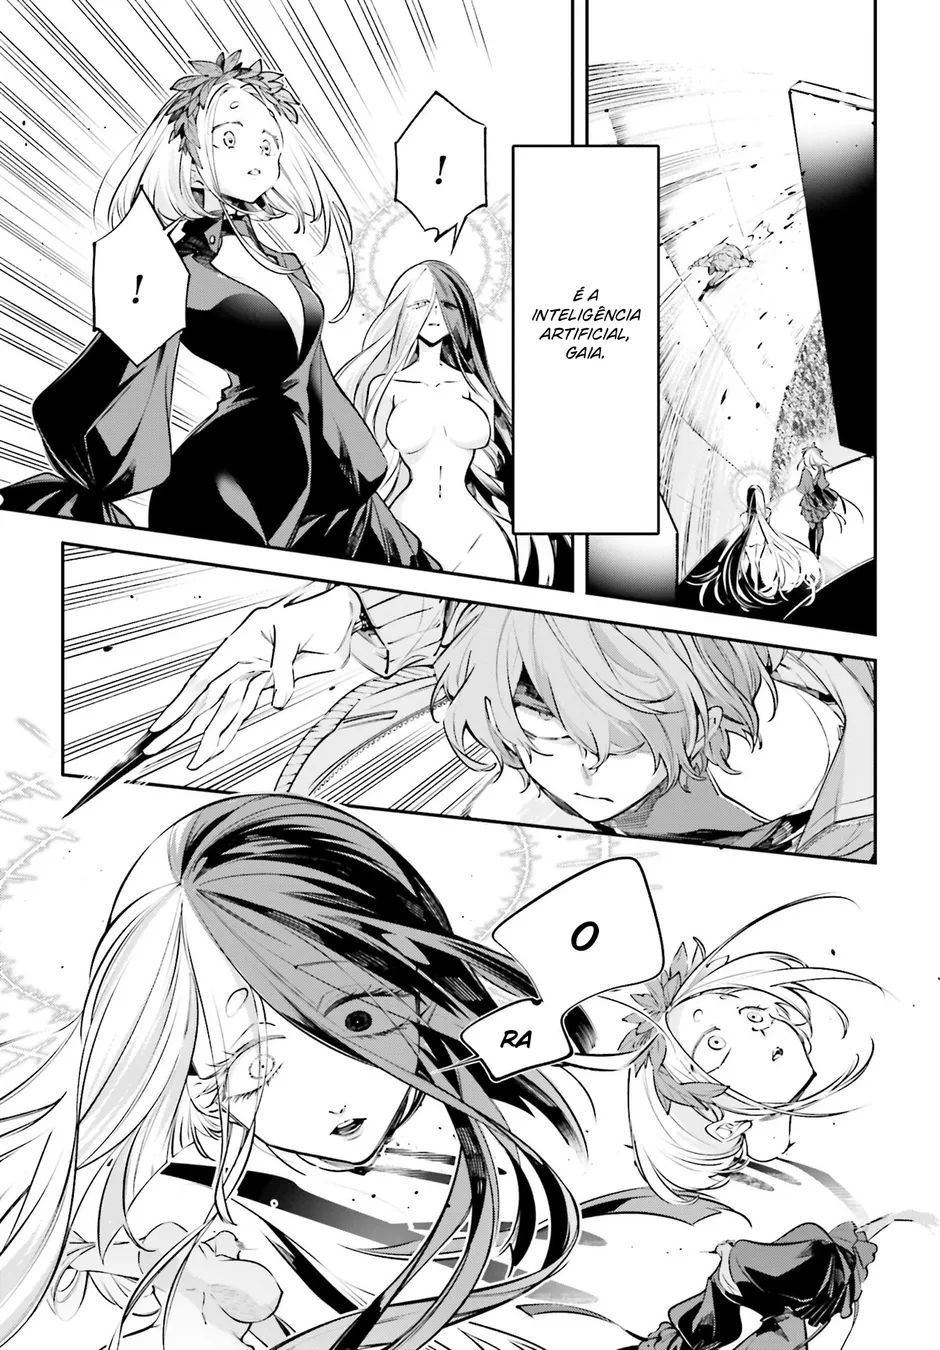 É A
INTELIGÊNCIA
ARTIFICIAL,
GAIA.
!
!
O
RA